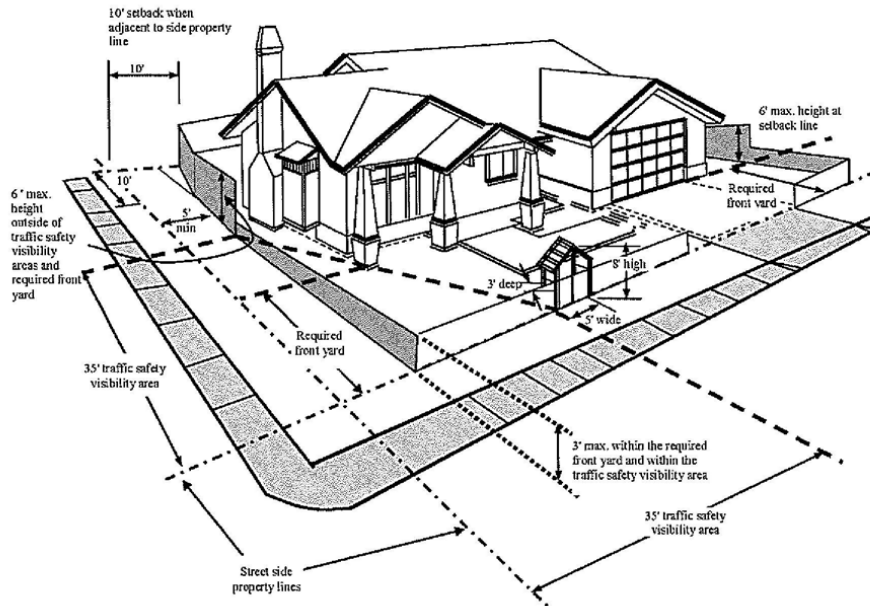 10' setback when
adjacent to side property
line
10'
6' max. height at
setback line
10'
6 ' max.
height
outside of
traffic safety
visibility
areas and
required front
yard
5'
min
Required
front yard
8' high
3' deep
5' wide
Required
front yard
35' traffic safety
visibility area
3' max. within the required
front yard and within the
traffic safety visibility area
35' traffic safety
visibility area
Street side
property lines